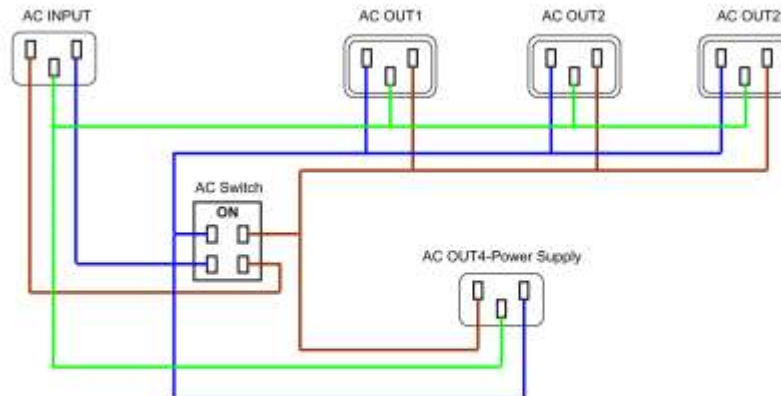 AC INPUT
AC OUT1
AC OUT2
AC OUT2
AC Switch
ON
AC OUT4-Power Supply